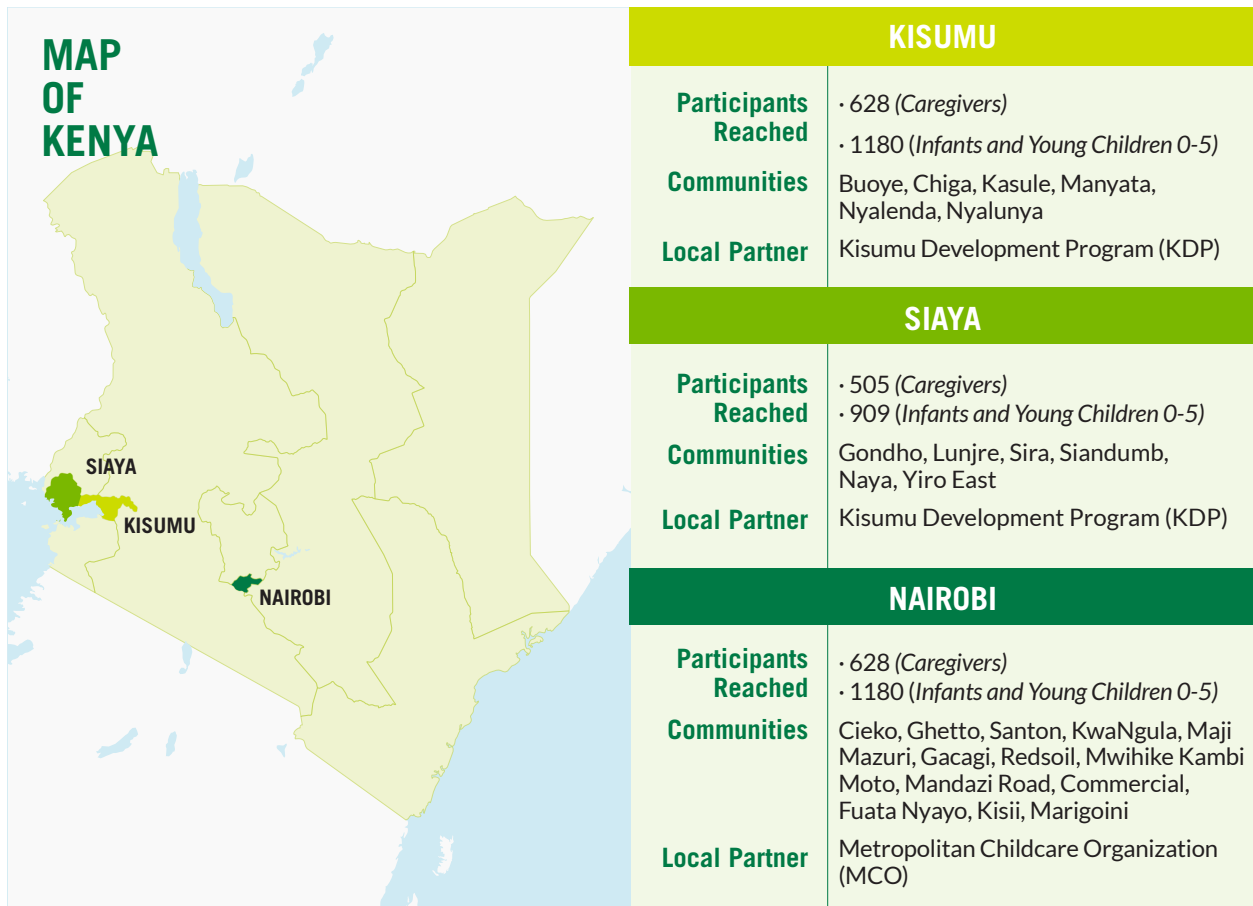 MAP
OF
KENYA
SIAYA
KISUMU
NAIROBI
KISUMU
Participants
Reached
· 628 (Caregivers)
· 1180 (Infants and Young Children 0-5)
Communities
Buoye, Chiga, Kasule, Manyata,
Nyalenda, Nyalunya
Local Partner
Kisumu Development Program (KDP)
SIAYA
Participants
Reached
· 505 (Caregivers)
· 909 (Infants and Young Children 0-5)
Communities
Gondho, Lunjre, Sira, Siandumb,
Naya, Yiro East
Local Partner
Kisumu Development Program (KDP)
NAIROBI
Participants
Reached
· 628 (Caregivers)
· 1180 (Infants and Young Children 0-5)
Communities
Cieko, Ghetto, Santon, KwaNgula, Maji
Mazuri, Gacagi, Redsoil, Mwihike Kambi
Moto, Mandazi Road, Commercial,
Fuata Nyayo, Kisii, Marigoini
Local Partner
Metropolitan Childcare Organization
(MCO)